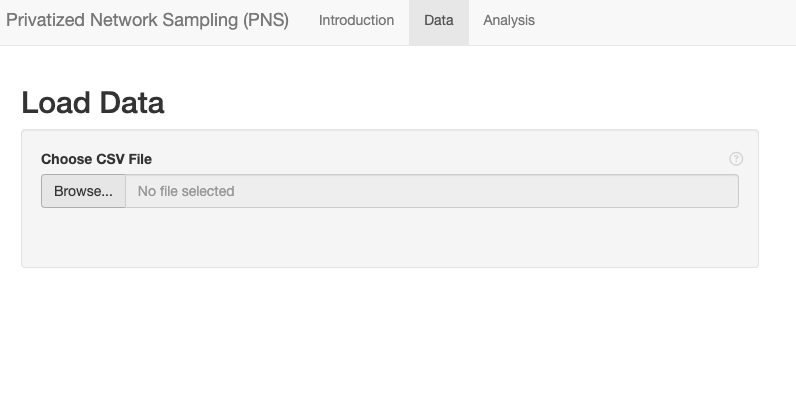 Privatized Network Sampling (PNS) Introduction Data Analysis
Load Data
Choose CSV File ?
Browse... No file selected